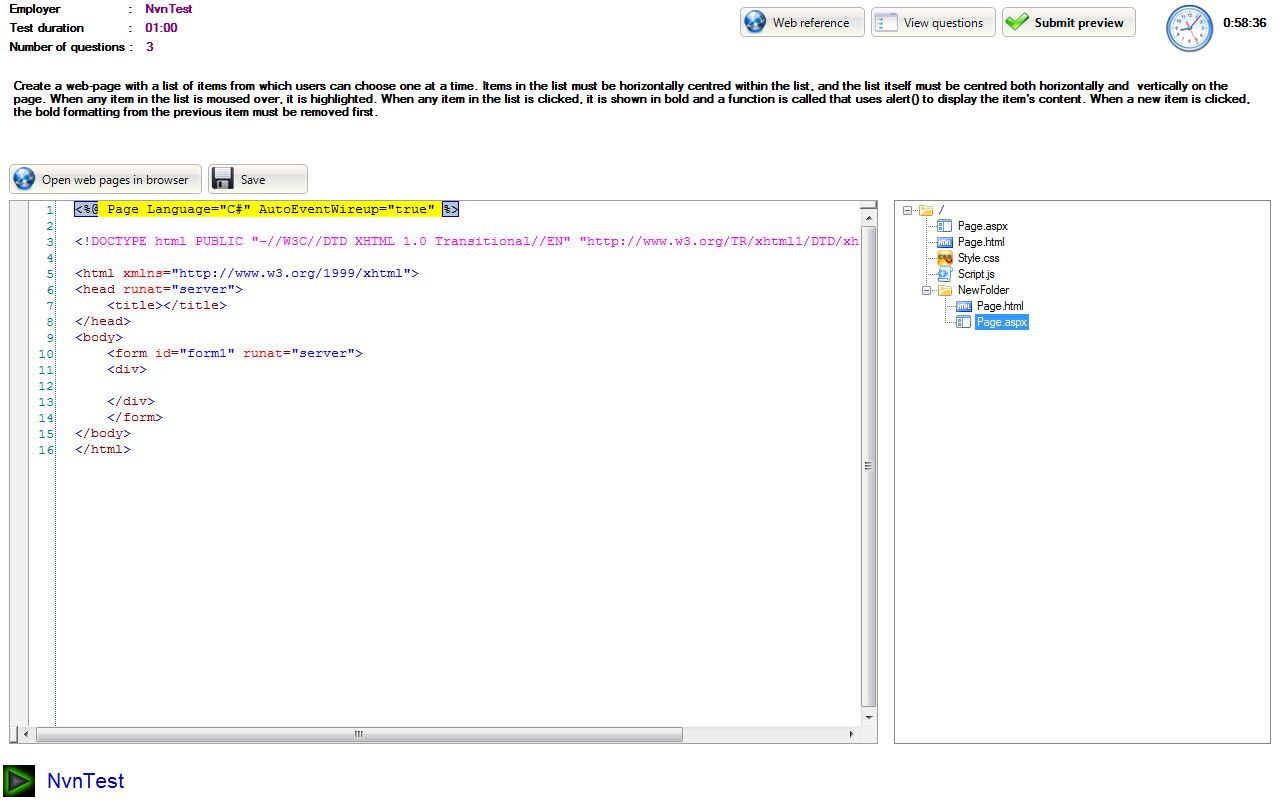 Employer : NvnTest
Test duration : 01:00
Number of questions : 3
Web reference
View questions
Submit preview
0:58:36
Create a web-page with a list of items from which users can choose one at a time. Items in the list must be horizontally centred within the list, and the list itself must be centred both horizontally and vertically on the
page. When any item in the list is moused over, it is highlighted. When any item in the list is clicked, it is shown in bold and a function is called that uses alert() to display the item's content. When a new item is clicked,
the bold formatting from the previous item must be removed first.
Open web pages in browser
Save
1 <%@ Page Language="C#" AutoEventWireup="true" %>
2
3 <!DOCTYPE html PUBLIC "-//W3C//DTD XHTML 1.0 Transitional//EN" "http://www.w3.org/TR/xhtml1/DTD/xh
4
5 <html xmlns="http://www.w3.org/1999/xhtml">
6 <head runat="server">
7 <title></title>
8 </head>
9 <body>
10 <form id="form1" runat="server">
11 <div>
12
13 </div>
14 </form>
15 </body>
16 </html>
/
Page.aspx
Page.html
Style.css
Script.js
NewFolder
Page.html
Page.aspx
NvnTest